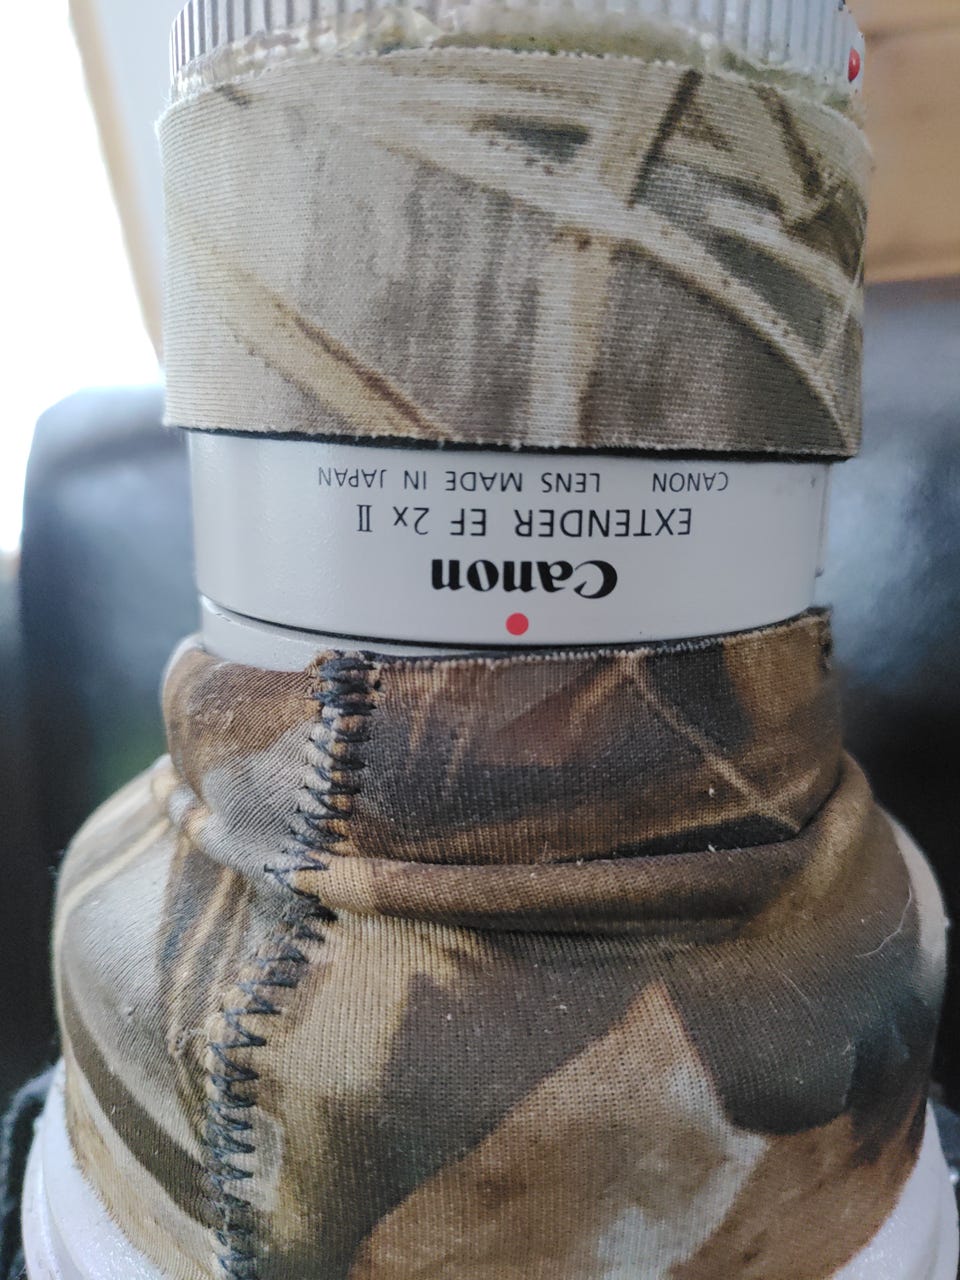 Canon
EXTENDER EF 2x II
CANON LENS MADE IN JAPAN